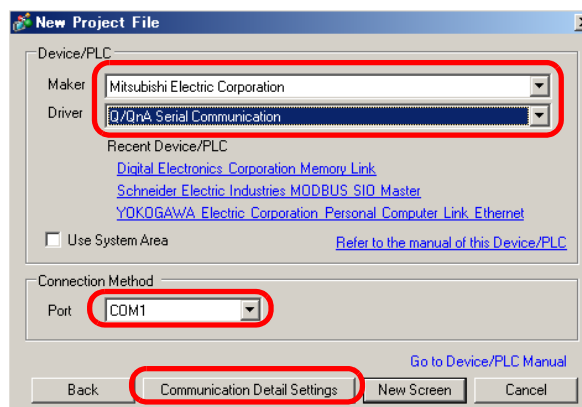 New Project File
Device/PLC
Maker Mitsubishi Electric Corporation
Driver Q/QnA Serial Communication
Recent Device/PLC
Digital Electronics Corporation Memory Link
Schneider Electric Industries MODBUS SIO Master
YOKOGAWA Electric Corporation Personal Computer Link Ethernet
Use System Area Refer to the manual of this Device/PLC
Connection Method
Port COM1
Go to Device/PLC Manual
Back Communication Detail Settings New Screen Cancel